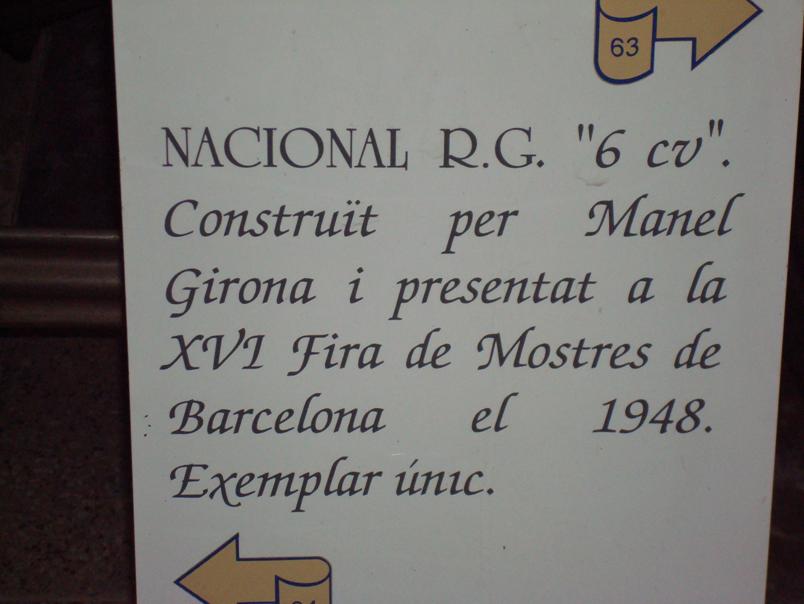 63
NACIONAL R.G. "6 cv".
Construït per Manel
Girona i presentat a la
XVI Fira de Mostres de
Barcelona el 1948.
Exemplar únic.